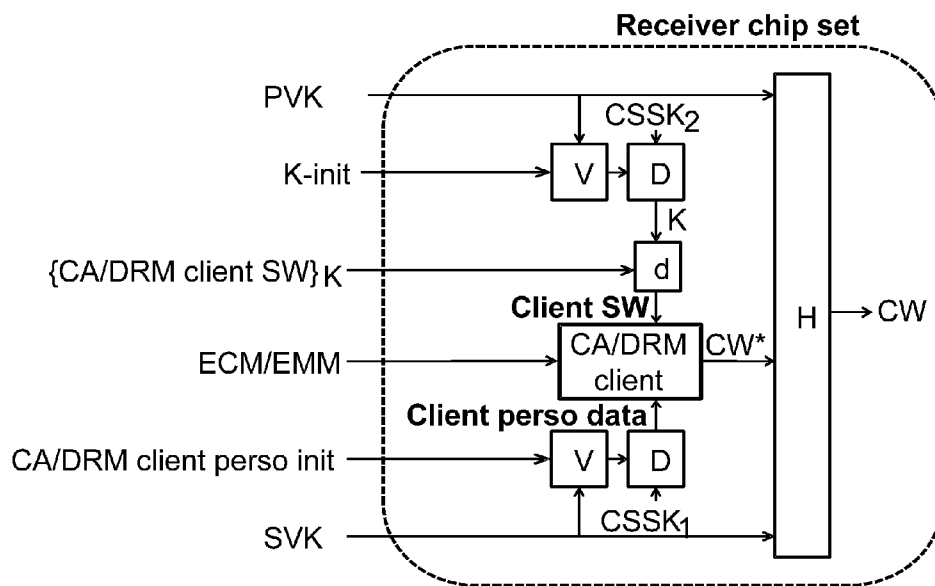 Receiver chip set
PVK
CSSK2
K-init
V
D
K
{CA/DRM client SW}K
d
Client SW
H
CW
ECM/EMM
CA/DRM
client
CW*
Client perso data
CA/DRM client perso init
V
D
CSSK1
SVK